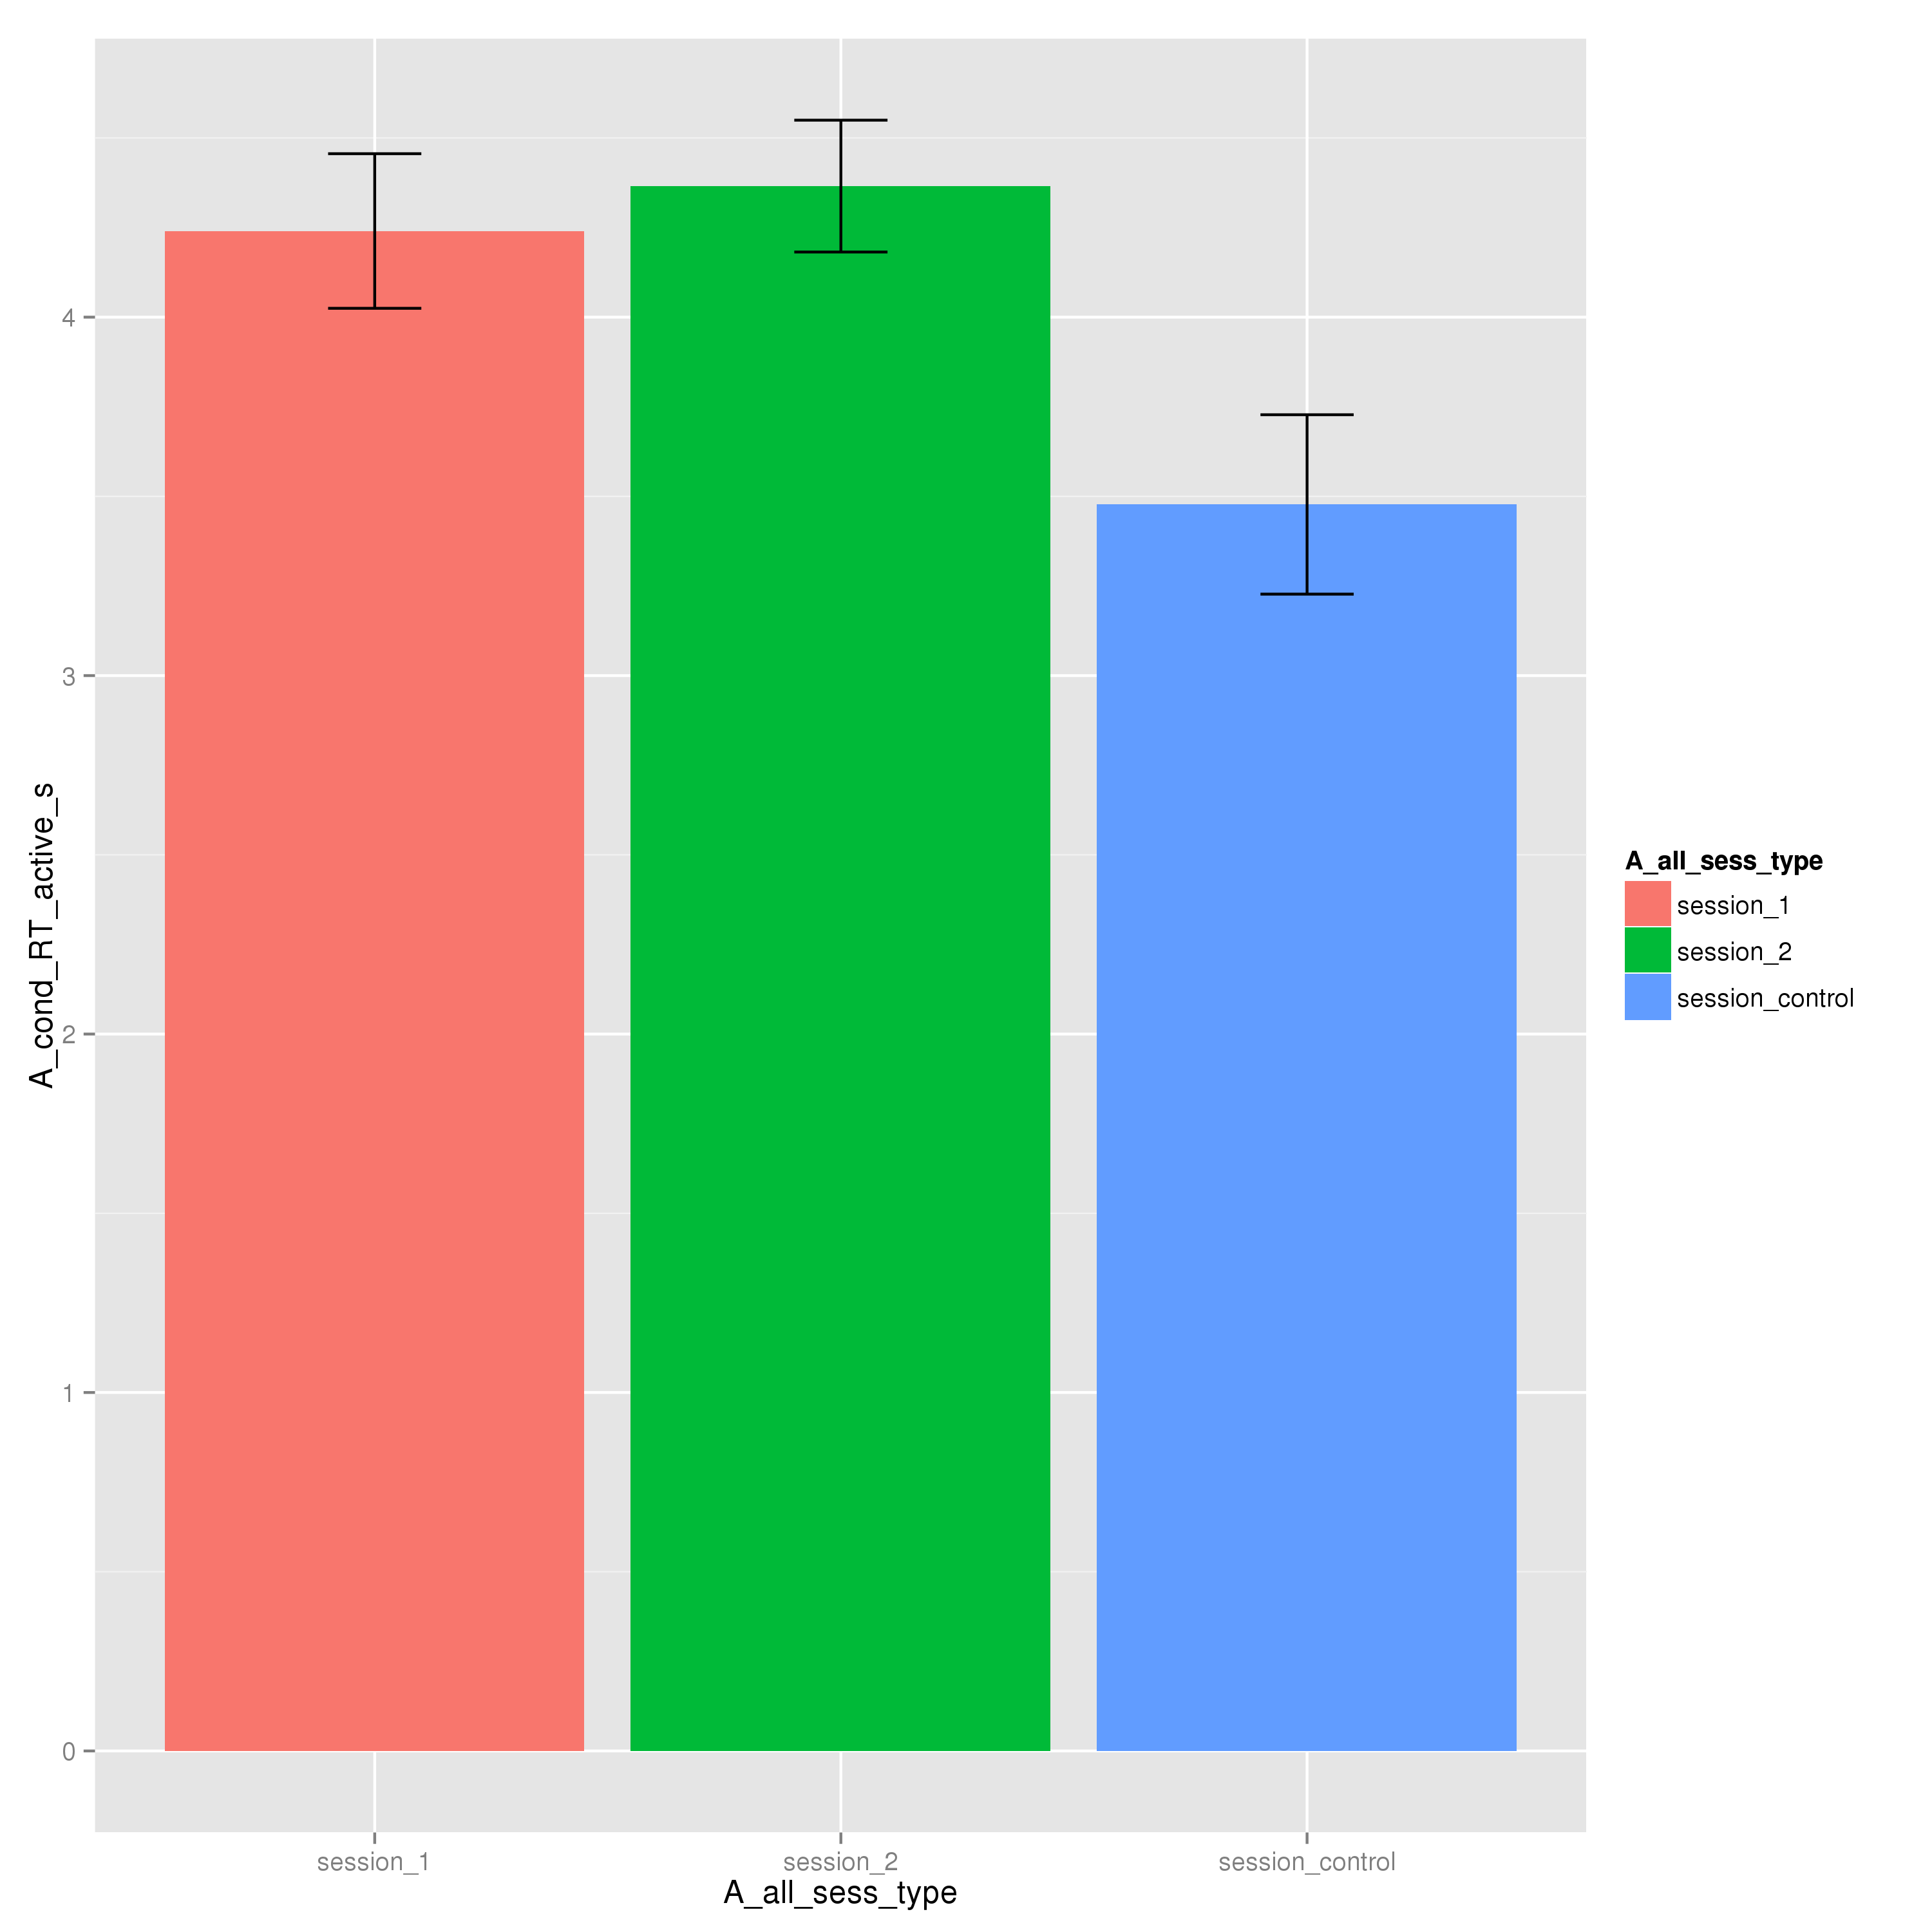 A_cond_RT_active_s
4
3
2
1
0
session_1
session_2
session_control
A_all_sess_type
A_all_sess_type
session_1
session_2
session_control